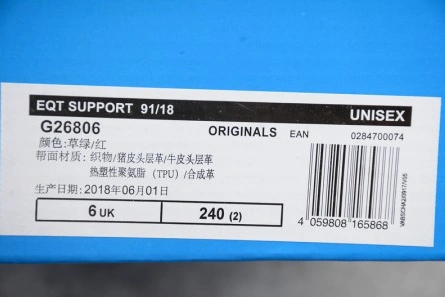 EQT SUPPORT 91/18 UNISEX
G26806 ORIGINALS EAN 0284700074
颜色:草绿/红
帮面材质: 织物/猪皮头层革/牛皮头层革
热塑性聚氨脂 (TPU) /合成革
生产日期:2018年06月01日
6 UK 240 (2)
4 059808 165868